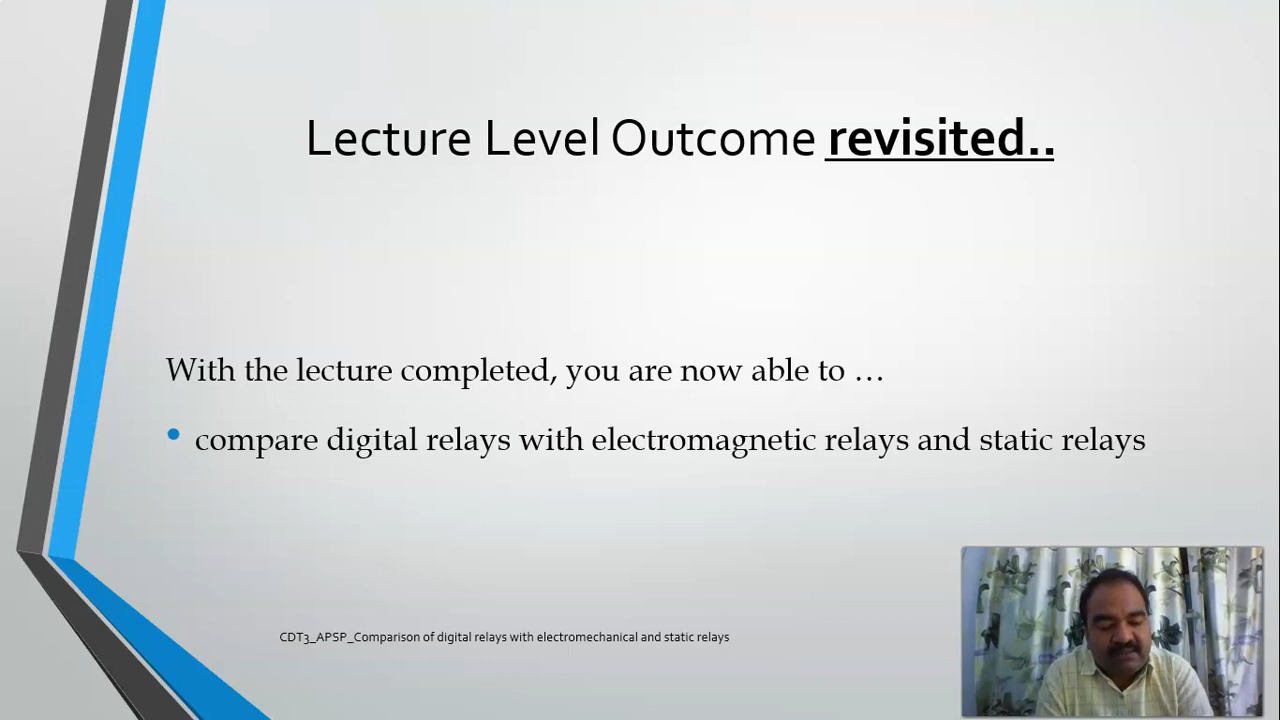 Lecture Level Outcome revisited..
With the lecture completed, you are now able to …
compare digital relays with electromagnetic relays and static relays
CDT3_APSP_Comparison of digital relays with electromechanical and static relays